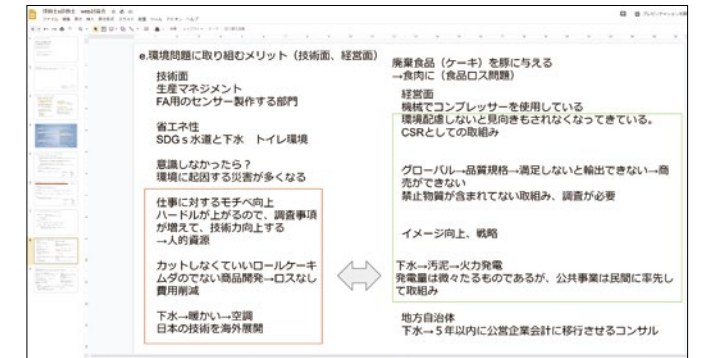 e.環境問題に取り組むメリット（技術面、経営面）
技術面
生産マネジメント
FA用のセンサー製作する部門
省エネ性
SDGｓ水道と下水　トイレ環境
意識しなかったら？
環境に起因する災害が多くなる
仕事に対するモチベ向上
ハードルが上がるので、調査事項
が増えて、技術力向上する
→人的資源
カットしなくていいロールケーキ
ムダのでない商品開発→ロスなし
費用削減
下水→暖かい→空調
日本の技術を海外展開
廃棄食品（ケーキ）を豚に与える
→食肉に（食品ロス問題）
経営面
機械でコンプレッサーを使用している
環境配慮しないと見向きもされなくなってきている。
CSRとしての取組み
グローバル→品質規格→満足しないと輸出できない→商
売ができない
禁止物質が含まれてない取組み、調査が必要
イメージ向上、戦略
下水→汚泥→火力発電
発電量は微々たるものであるが、公共事業は民間に率先し
て取組み
地方自治体
下水→５年以内に公営企業会計に移行させるコンサル